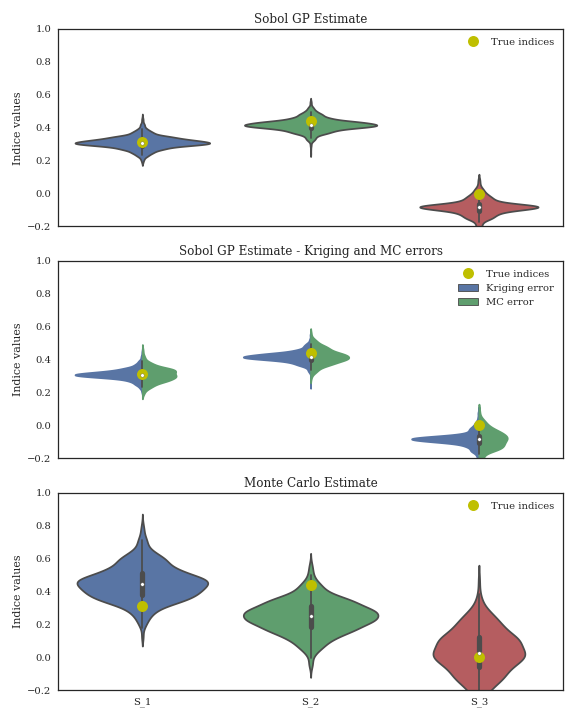 Sobol GP Estimate
1.0
0.8
0.6
0.4
0.2
0.0
−0.2
Indice values
True indices
Sobol GP Estimate - Kriging and MC errors
1.0
0.8
0.6
0.4
0.2
0.0
−0.2
Indice values
True indices
Kriging error
MC error
Monte Carlo Estimate
1.0
0.8
0.6
0.4
0.2
0.0
−0.2
Indice values
True indices
S_1 S_2 S_3